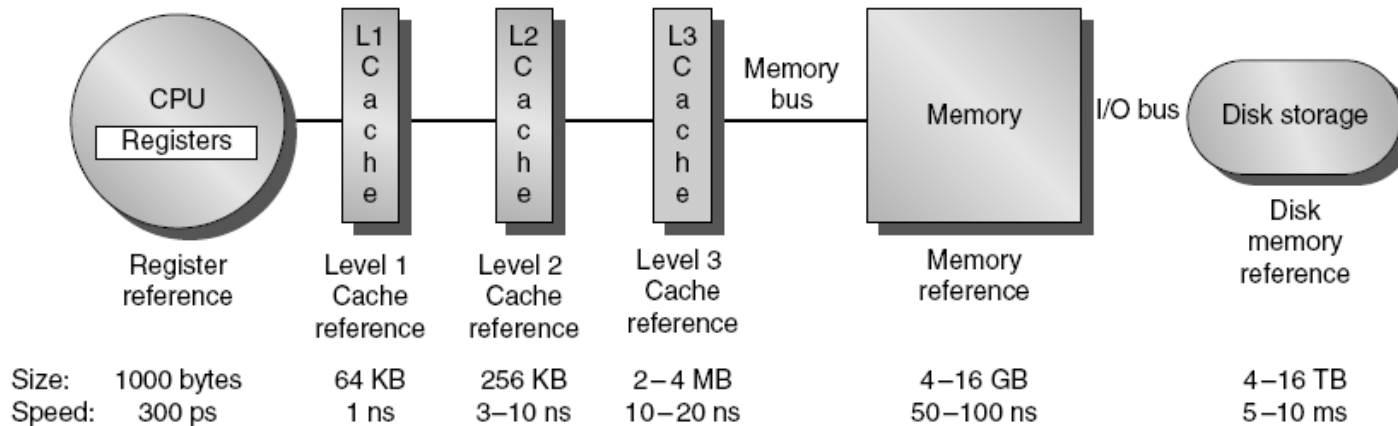 CPU
Registers
L1
C
a
c
h
e
L2
C
a
c
h
e
L3
C
a
c
h
e
Memory
bus
Memory
I/O bus
Disk storage
Register
reference
Level 1
Cache
reference
Level 2
Cache
reference
Level 3
Cache
reference
Memory
reference
Disk
memory
reference
Size: 1000 bytes 64 KB 256 KB 2–4 MB 4–16 GB 4–16 TB
Speed: 300 ps 1 ns 3–10 ns 10–20 ns 50–100 ns 5–10 ms